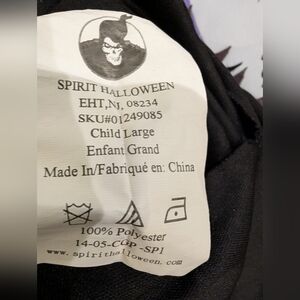 SPIRIT HALLOWEEN
EHT, NJ, 08234
SKU#01249085
Child Large
Enfant Grand
Made In/Fabriqué en: China
100% Polyester
14-05-CGP -SP1
www.spirithalloween.com